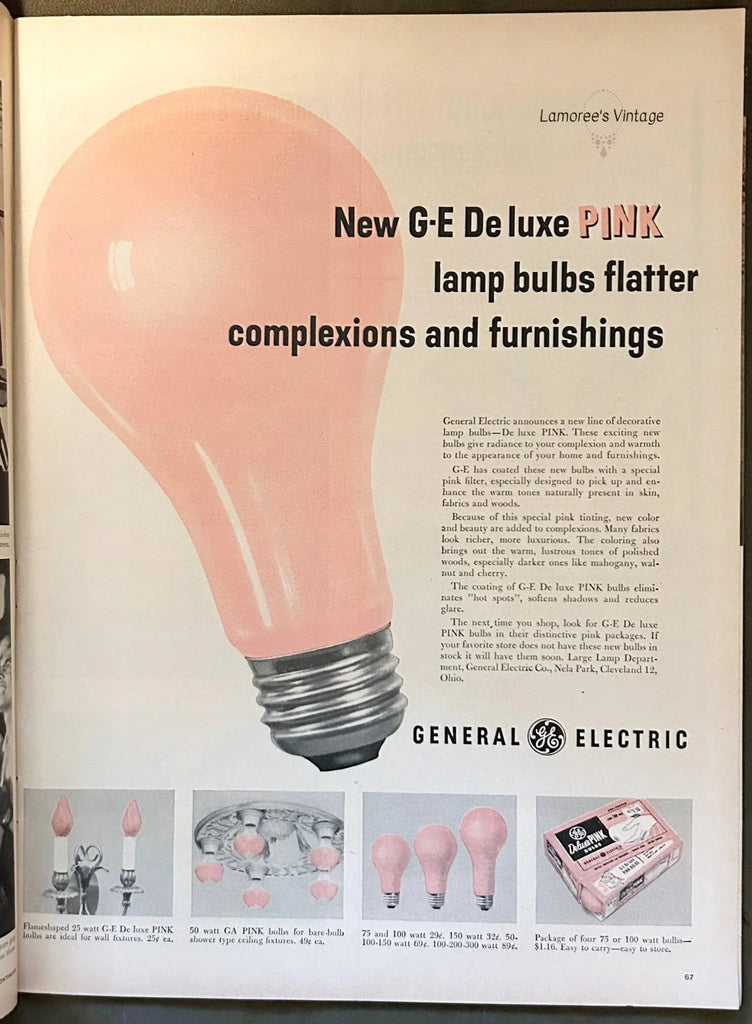 Lamoree's Vintage
New G-E De luxe PINK
lamp bulbs flatter
complexions and furnishings
General Electric announces a new line of decorative
lamp bulbs—De luxe PINK. These exciting new
bulbs give radiance to your complexion and warmth
to the appearance of your home and furnishings.
G-E has coated these new bulbs with a special
pink filter, especially designed to pick up and en-
hance the warm tones naturally present in skin,
fabrics and woods.
Because of this special pink tinting, new color
and beauty are added to complexions. Many fabrics
look richer, more luxurious. The coloring also
brings out the warm, lustrous tones of polished
woods, especially darker ones like mahogany, wal-
nut and cherry.
The coating of G-E De luxe PINK bulbs elimi-
nates "hot spots", softens shadows and reduces
glare.
The next time you shop, look for G-E De luxe
PINK bulbs in their distinctive pink packages. If
your favorite store does not have these new bulbs in
stock it will have them soon. Large Lamp Depart-
ment, General Electric Co., Nela Park, Cleveland 12,
Ohio.
GENERAL GE ELECTRIC
GE
DeluxePINK
BULBS
Flameshaped 25 watt G-E De luxe PINK
bulbs are ideal for wall fixtures. 25¢ ea.
50 watt GA PINK bulbs for bare-bulb
shower type ceiling fixtures. 49¢ ea.
75 and 100 watt 29¢. 150 watt 32¢. 50-
100-150 watt 69¢. 100-200-300 watt 89¢.
Package of four 75 or 100 watt bulbs—
$1.16. Easy to carry—easy to store.
67